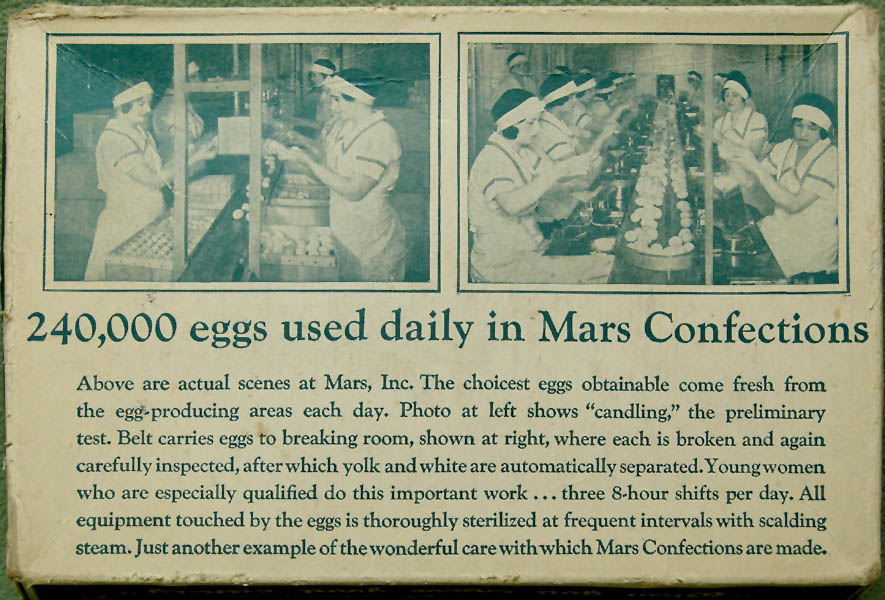 240,000 eggs used daily in Mars Confections
Above are actual scenes at Mars, Inc. The choicest eggs obtainable come fresh from
the egg-producing areas each day. Photo at left shows “candling,” the preliminary
test. Belt carries eggs to breaking room, shown at right, where each is broken and again
carefully inspected, after which yolk and white are automatically separated. Young women
who are especially qualified do this important work ... three 8-hour shifts per day. All
equipment touched by the eggs is thoroughly sterilized at frequent intervals with scalding
steam. Just another example of the wonderful care with which Mars Confections are made.